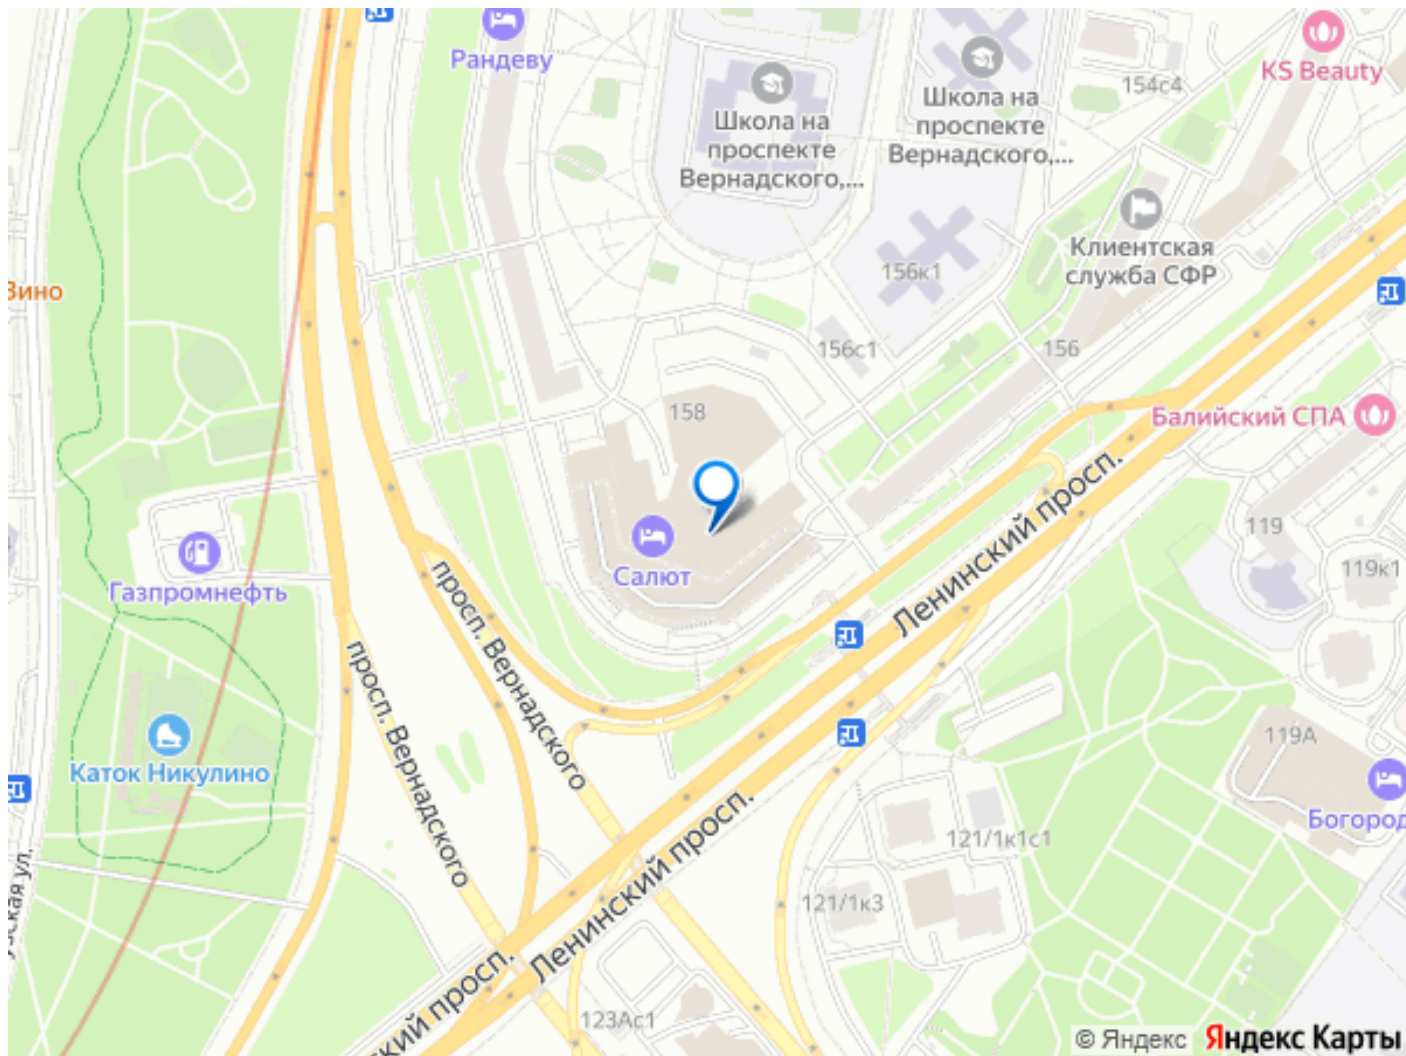 Рандеву
KS Beauty
154с4
Школа на
проспекте
Вернадского,...
Школа на
проспекте
Вернадского,...
Клиентская
служба СФР
156к1
Вино
156с1
156
158
Балийский СПА
Ленинский просп.
119
119к1
Газпромнефть
Салют
просп. Вернадского
просп. Вернадского
Каток Никулино
119А
Богород
Ленинский просп.
121/1к1с1
121/1к3
ский просп.
123Ас1
© Яндекс
Яндекс Карты